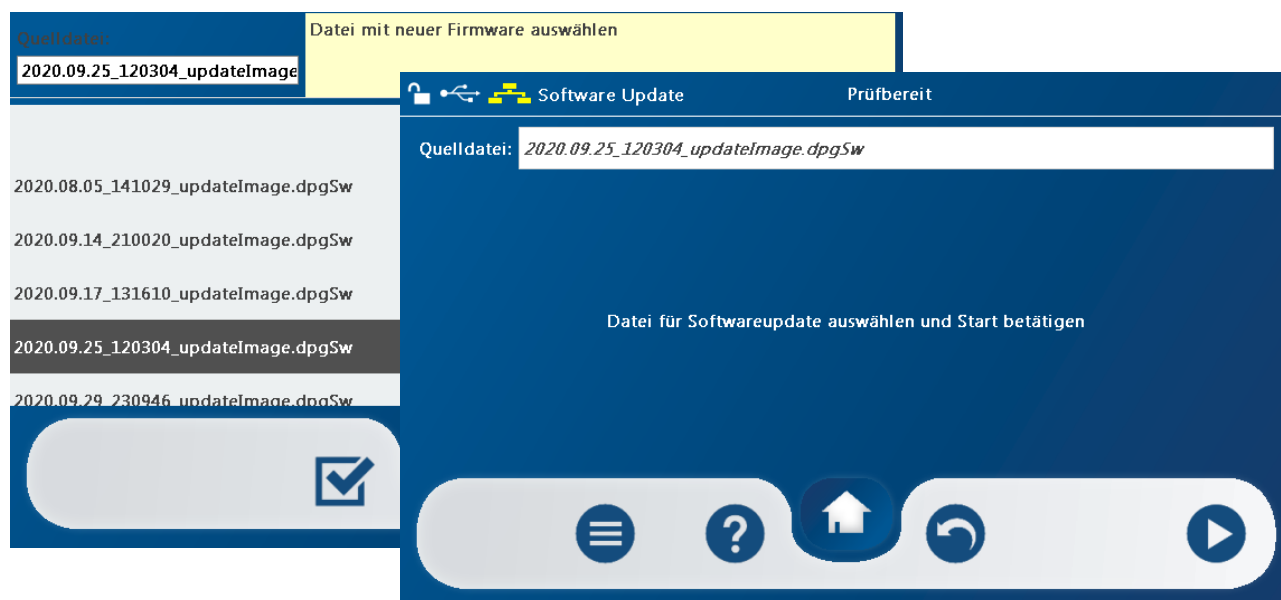 Quelldatei:
2020.09.25_120304_updateImage
Datei mit neuer Firmware auswählen
2020.08.05_141029_updateImage.dpgSw
2020.09.14_210020_updateImage.dpgSw
2020.09.17_131610_updateImage.dpgSw
2020.09.25_120304_updateImage.dpgSw
2020.09.29_230946_updateImage.dpgSw
Software Update
Prüfbereit
Quelldatei:
2020.09.25_120304_updateImage.dpgSw
Datei für Softwareupdate auswählen und Start betätigen
?